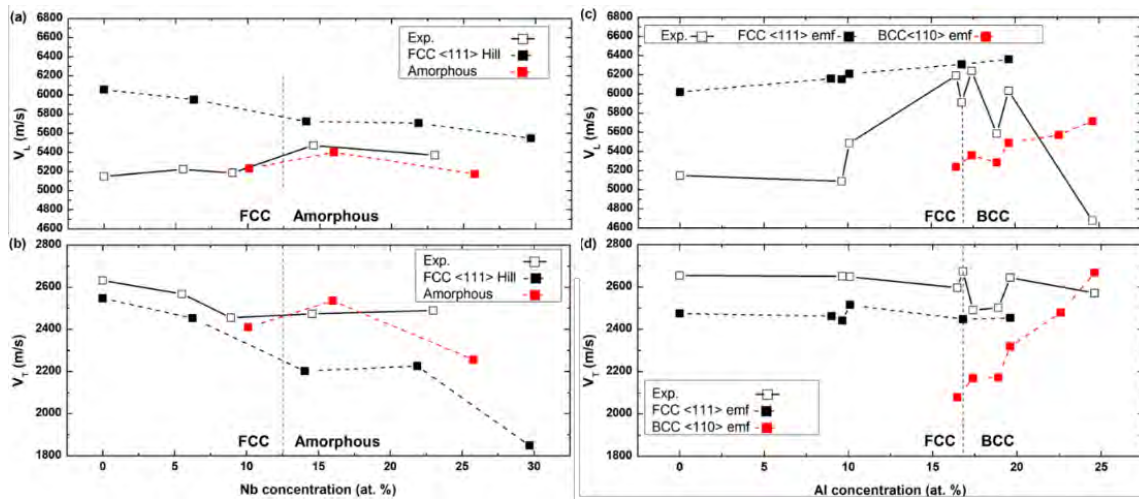 (a)
6800
6600
6400
6200
6000
5800
5600
5400
5200
5000
4800
4600
V_L (m/s)
Exp.
FCC <111> Hill
Amorphous
FCC Amorphous
(b)
2800
2600
2400
2200
2000
1800
V_T (m/s)
Exp.
FCC <111> Hill
Amorphous
FCC Amorphous
0 5 10 15 20 25 30
Nb concentration (at. %)
(c)
6800
6600
6400
6200
6000
5800
5600
5400
5200
5000
4800
4600
V_L (m/s)
Exp. FCC <111> emf BCC<110> emf
FCC BCC
(d)
2800
2600
2400
2200
2000
1800
V_T (m/s)
Exp.
FCC <111> emf
BCC <110> emf
FCC BCC
0 5 10 15 20 25
Al concentration (at. %)